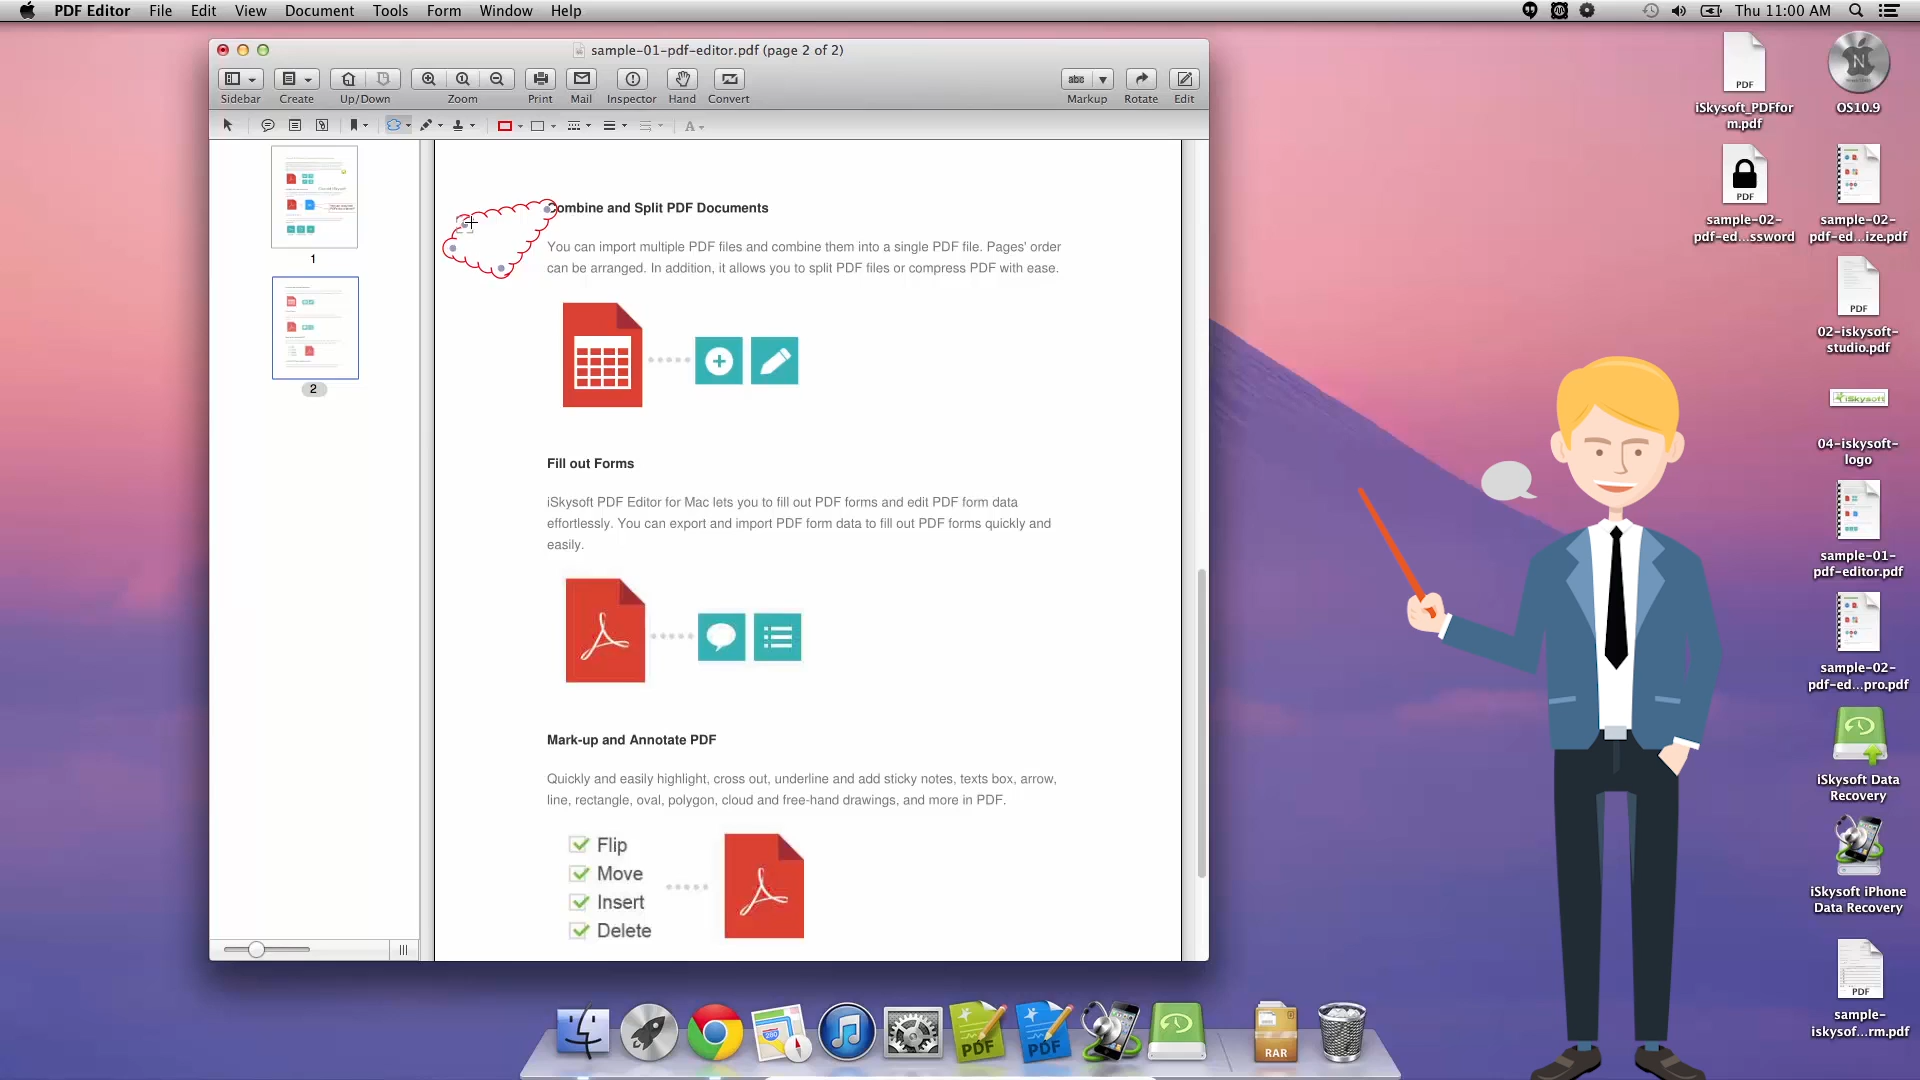 PDF Editor File Edit View Document Tools Form Window Help
Thu 11:00 AM
sample-01-pdf-editor.pdf (page 2 of 2)
abc
Sidebar Create Up/Down Zoom Print Mail Inspector Hand Convert Markup Rotate Edit
A
1
2
Combine and Split PDF Documents
You can import multiple PDF files and combine them into a single PDF file. Pages' order
can be arranged. In addition, it allows you to split PDF files or compress PDF with ease.
Fill out Forms
iSkysoft PDF Editor for Mac lets you to fill out PDF forms and edit PDF form data
effortlessly. You can export and import PDF form data to fill out PDF forms quickly and
easily.
Mark-up and Annotate PDF
Quickly and easily highlight, cross out, underline and add sticky notes, texts box, arrow,
line, rectangle, oval, polygon, cloud and free-hand drawings, and more in PDF.
Flip
Move
Insert
Delete
PDF
iSkysoft_PDFfor
m.pdf
N
OS10.9
PDF
sample-02-
pdf-ed...ssword
sample-02-
pdf-ed...ize.pdf
PDF
02-iskysoft-
studio.pdf
iSkysoft
04-iskysoft-
logo
sample-01-
pdf-editor.pdf
sample-02-
pdf-ed...pro.pdf
iSkysoft Data
Recovery
iSkysoft iPhone
Data Recovery
PDF
sample-
iskysof...rm.pdf
280
PDF
PDF
RAR